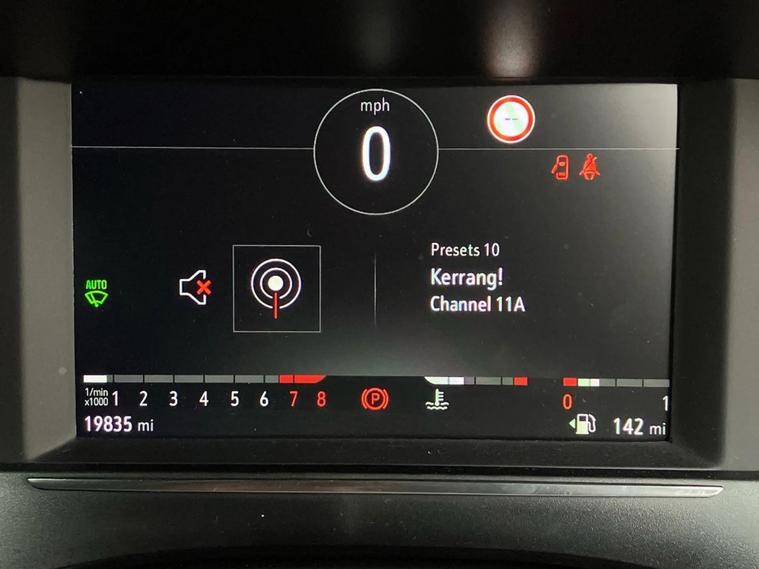 mph
0
--
Presets 10
Kerrang!
Channel 11A
AUTO
1/min
x1000 1 2 3 4 5 6 7 8 P 0 1
19835 mi 142 mi